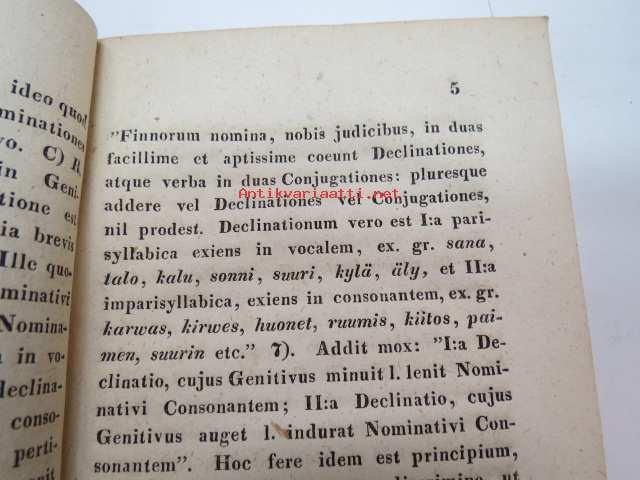 ideo quod
minationes
vo. C) R.
in Geni-
tione est
ia brevis
Ille quo-
minativi
Nomina-
a in vo-
declina-
conso-
perti-
5
"Finnorum nomina, nobis judicibus, in duas
facillime et aptissime coeunt Declinationes,
atque verba in duas Conjugationes: pluresque
addere vel Declinationes vel Conjugationes,
nil prodest. Declinationum vero est I:a pari-
syllabica exiens in vocalem, ex. gr. sana,
talo, kalu, sonni, suuri, kylä, äly, et II:a
imparisyllabica, exiens in consonantem, ex. gr.
karwas, kirwes, huonet, ruumis, kiitos, pai-
men, suurin etc." 7). Addit mox: "I:a De-
clinatio, cujus Genitivus minuit l. lenit Nomi-
nativi Consonantem; II:a Declinatio, cujus
Genitivus auget l. indurat Nominativi Con-
sonantem". Hoc fere idem est principium,
Antikvariaatti.net